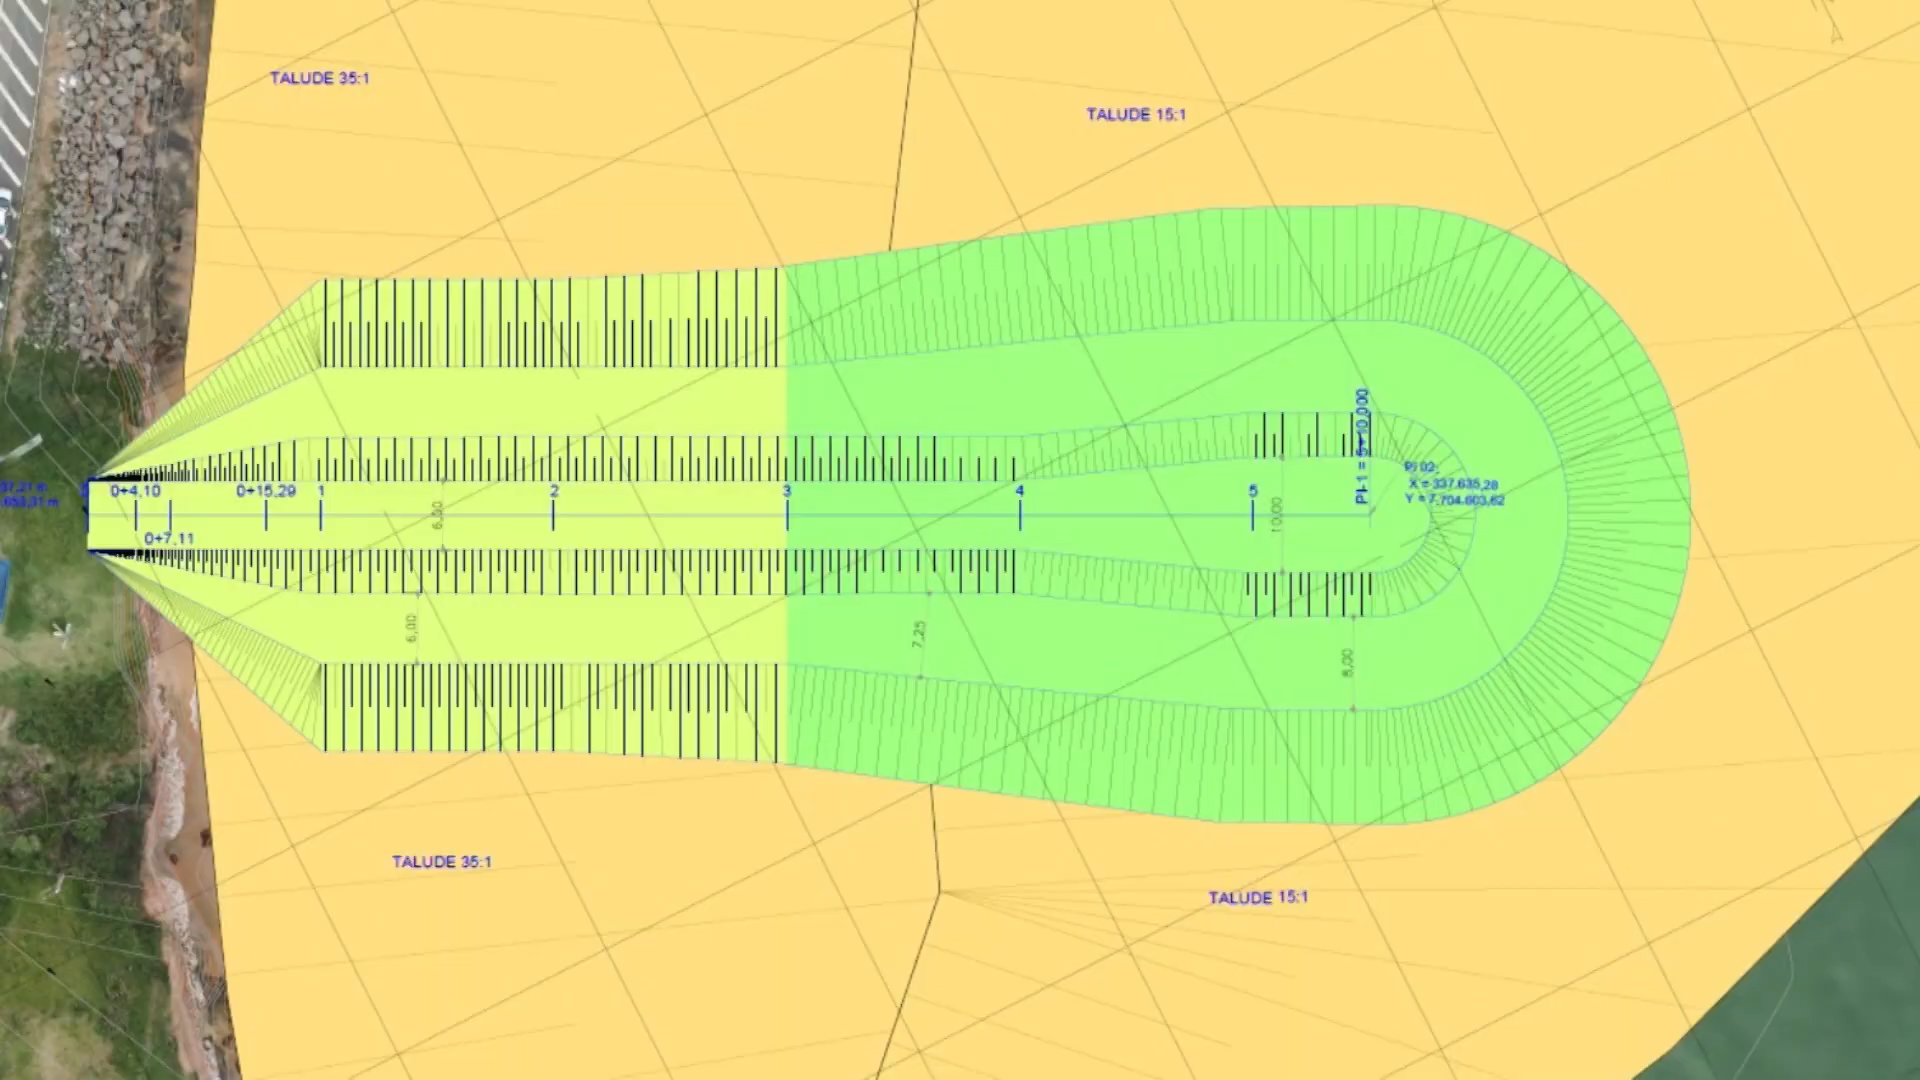 TALUDE 35:1
TALUDE 15:1
PI-1 = 5+10,000
PI 02:
X = 337.635,28
Y = 7.704.603,62
0+4,10
0+15,29
1
2
3
4
5
0+7,11
6,00
10,00
6,00
7,25
8,00
TALUDE 35:1
TALUDE 15:1